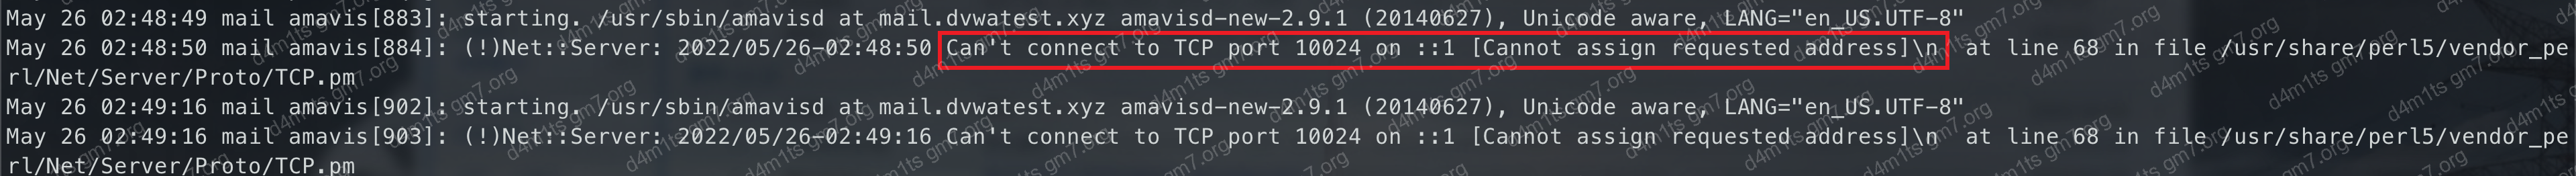 May 26 02:48:49 mail amavis[883]: starting. /usr/sbin/amavisd at mail.dvwatest.xyz amavisd-new-2.9.1 (20140627), Unicode aware, LANG="en_US.UTF-8"
May 26 02:48:50 mail amavis[884]: (!)Net::Server: 2022/05/26-02:48:50 Can't connect to TCP port 10024 on ::1 [Cannot assign requested address]\n  at line 68 in file /usr/share/perl5/vendor_pe
rl/Net/Server/Proto/TCP.pm
May 26 02:49:16 mail amavis[902]: starting. /usr/sbin/amavisd at mail.dvwatest.xyz amavisd-new-2.9.1 (20140627), Unicode aware, LANG="en_US.UTF-8"
May 26 02:49:16 mail amavis[903]: (!)Net::Server: 2022/05/26-02:49:16 Can't connect to TCP port 10024 on ::1 [Cannot assign requested address]\n  at line 68 in file /usr/share/perl5/vendor_pe
rl/Net/Server/Proto/TCP.pm
d4m1ts gm7.org